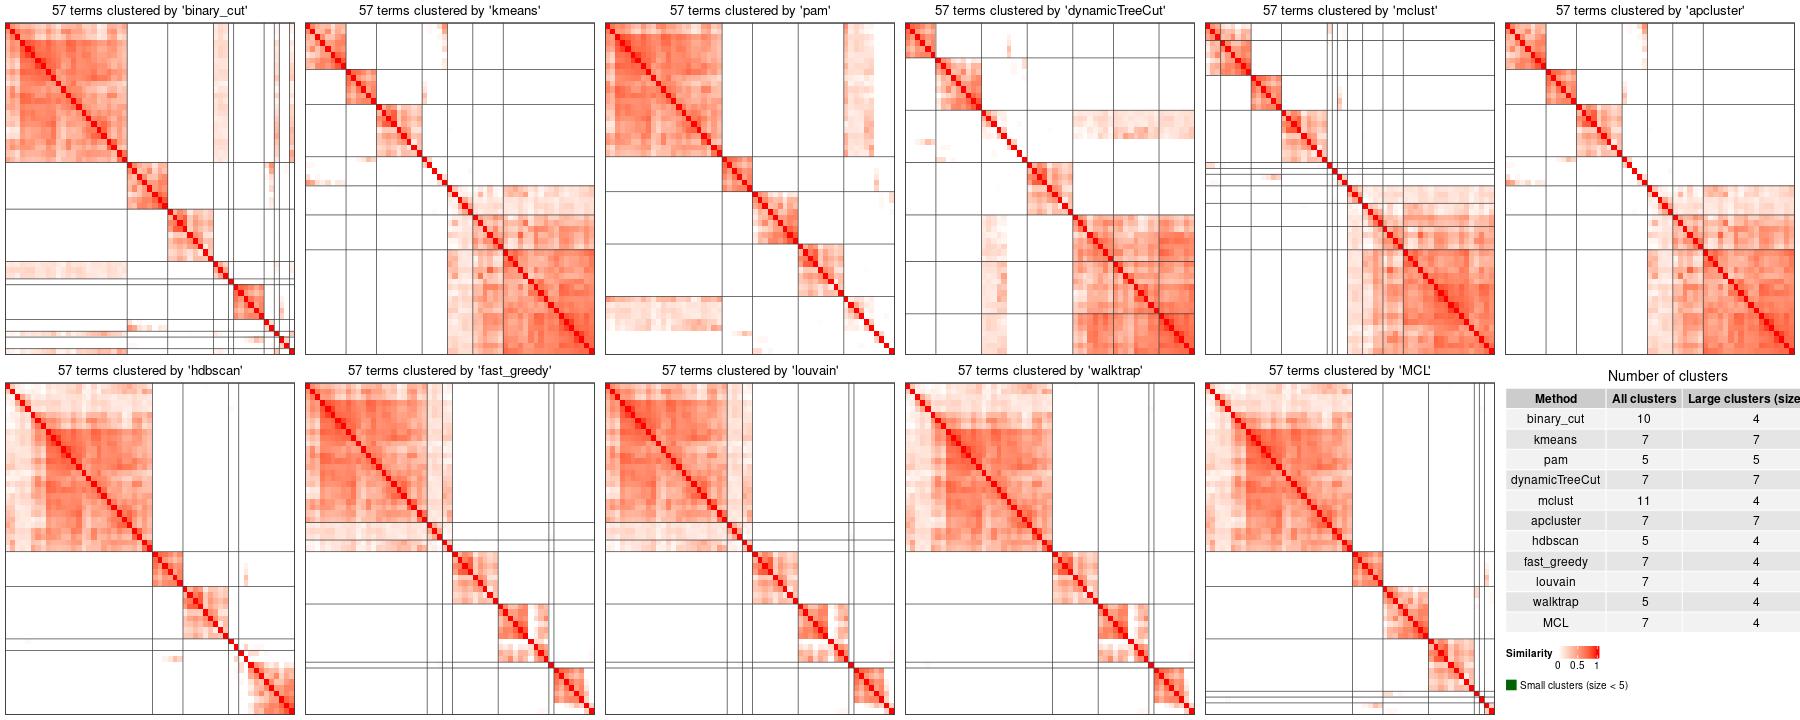 57 terms clustered by 'binary_cut'
57 terms clustered by 'kmeans'
57 terms clustered by 'pam'
57 terms clustered by 'dynamicTreeCut'
57 terms clustered by 'mclust'
57 terms clustered by 'apcluster'
57 terms clustered by 'hdbscan'
57 terms clustered by 'fast_greedy'
57 terms clustered by 'louvain'
57 terms clustered by 'walktrap'
57 terms clustered by 'MCL'
Number of clusters
Method All clusters Large clusters (size
binary_cut 10 4
kmeans 7 7
pam 5 5
dynamicTreeCut 7 7
mclust 11 4
apcluster 7 7
hdbscan 5 4
fast_greedy 7 4
louvain 7 4
walktrap 5 4
MCL 7 4
Similarity
0 0.5 1
Small clusters (size < 5)